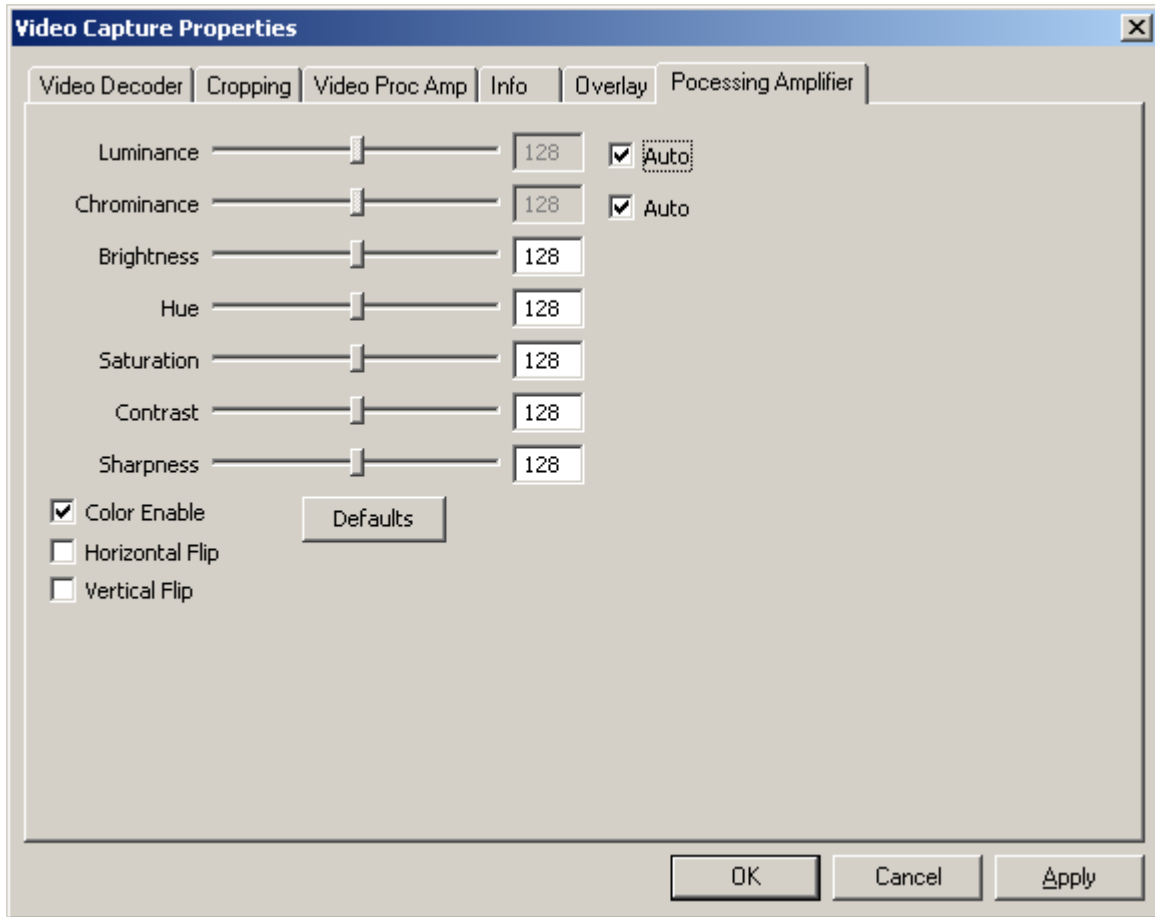 Video Capture Properties
Video Decoder Cropping Video Proc Amp Info Overlay Pocessing Amplifier
Luminance 128 Auto
Chrominance 128 Auto
Brightness 128
Hue 128
Saturation 128
Contrast 128
Sharpness 128
Color Enable Defaults
Horizontal Flip
Vertical Flip
OK Cancel Apply